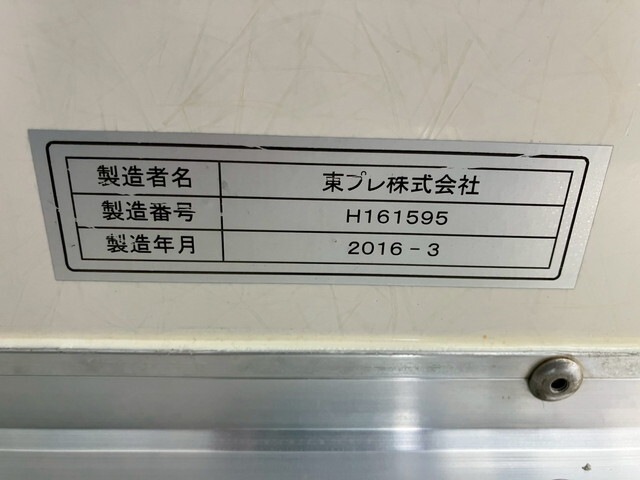 製造者名 東プレ株式会社
製造番号 H161595
製造年月 2016-3